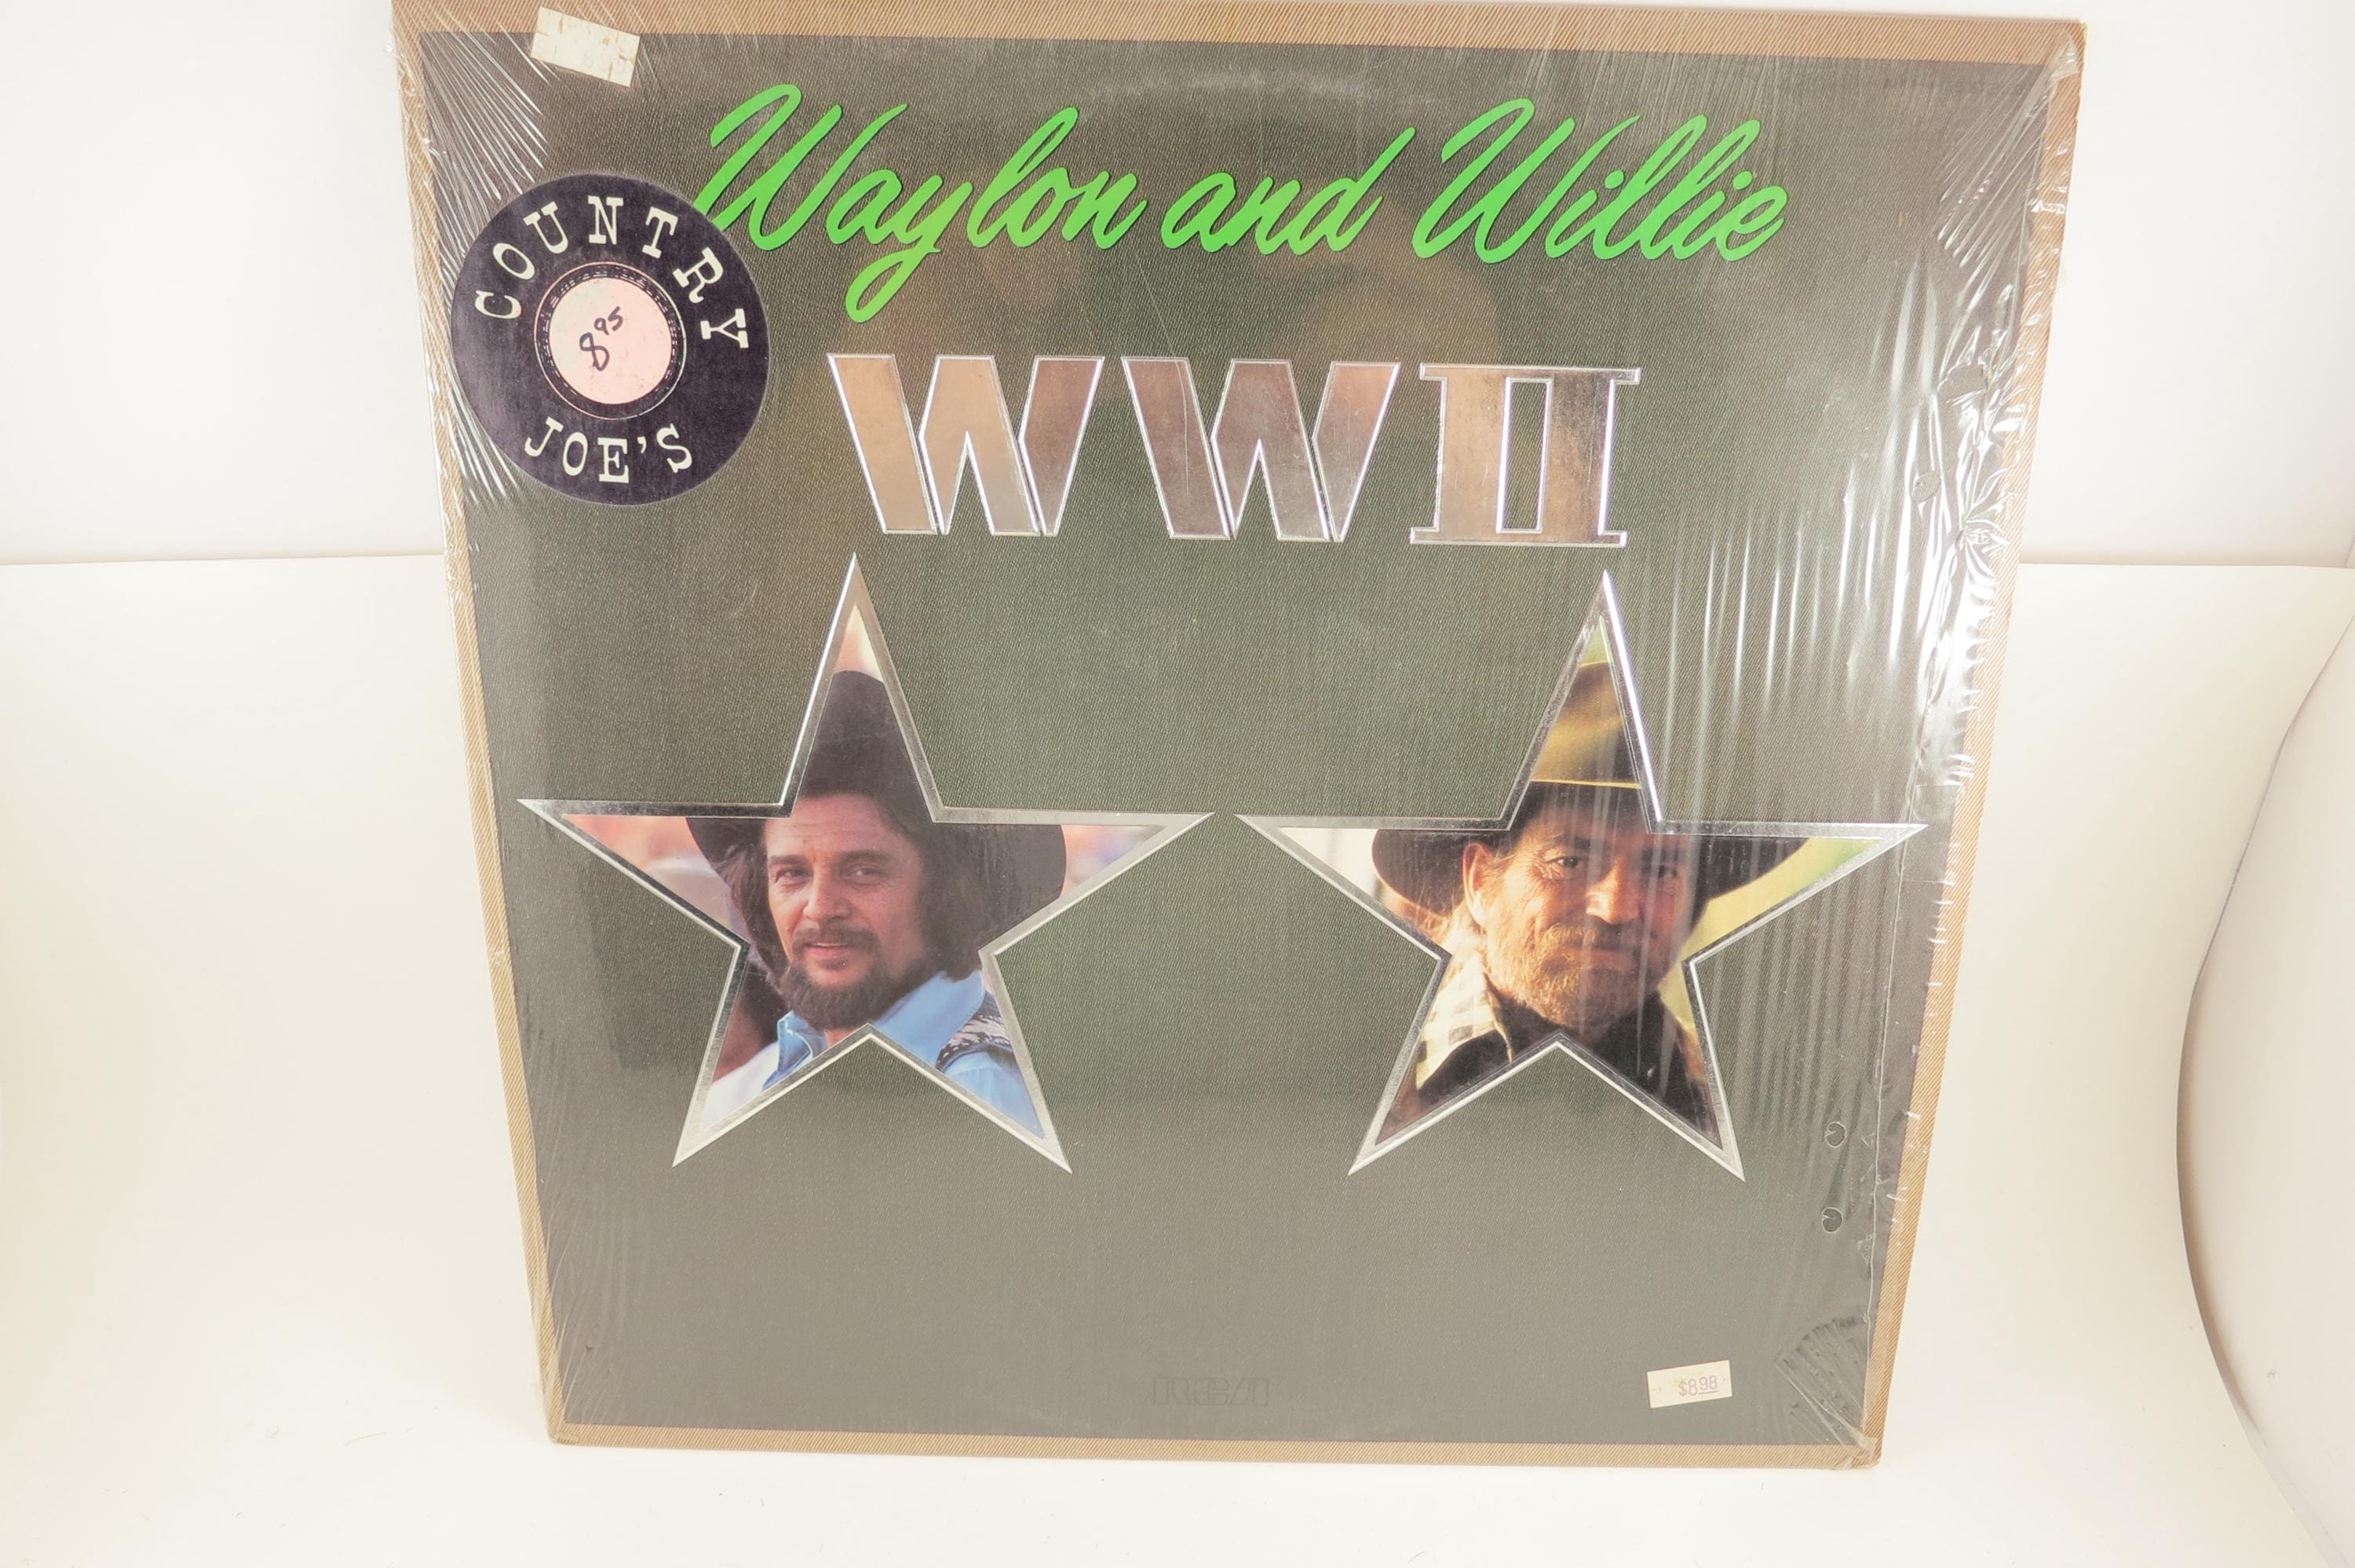 Waylon and Willie
COUNTRY
8 95
JOE'S
WWII
RCA
$8.98